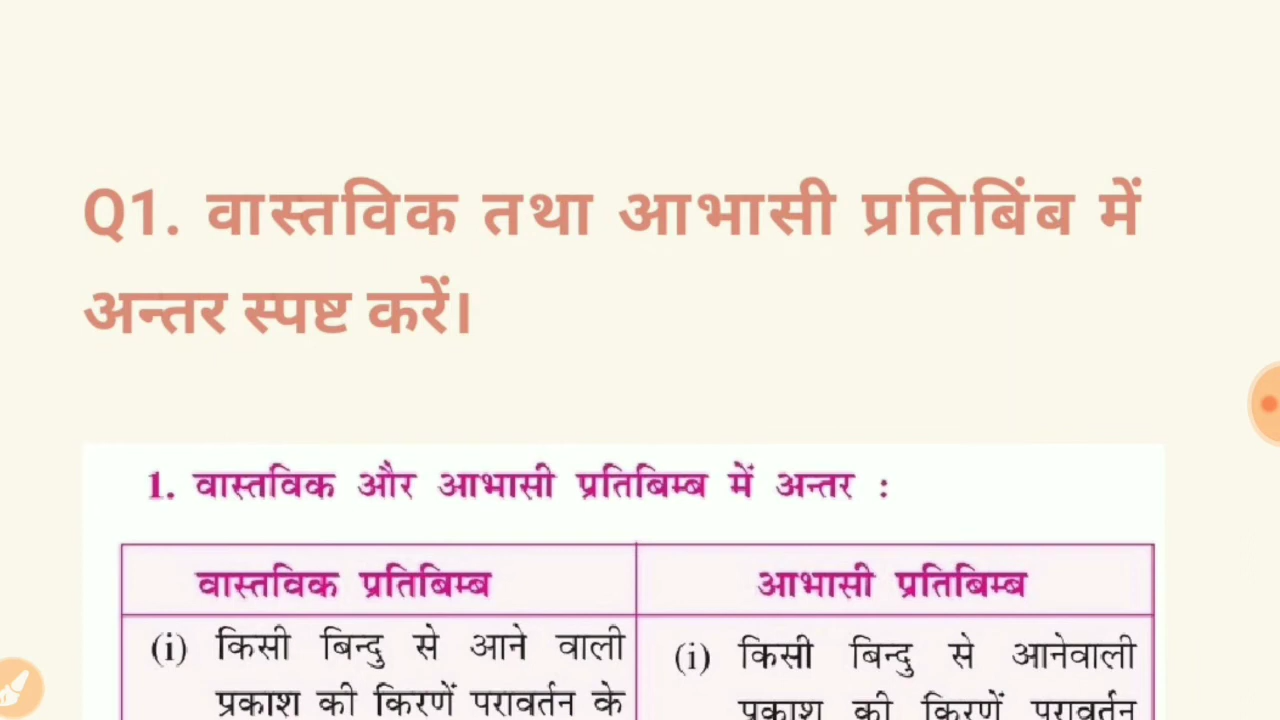 Q1. वास्तविक तथा आभासी प्रतिबिंब में
अन्तर स्पष्ट करें।
1. वास्तविक और आभासी प्रतिबिम्ब में अन्तर :
वास्तविक प्रतिबिम्ब
आभासी प्रतिबिम्ब
(i) किसी बिन्दु से आने वाली
प्रकाश की किरणें परावर्तन के
(i) किसी बिन्दु से आनेवाली
प्रकाश की किरणें परावर्तन